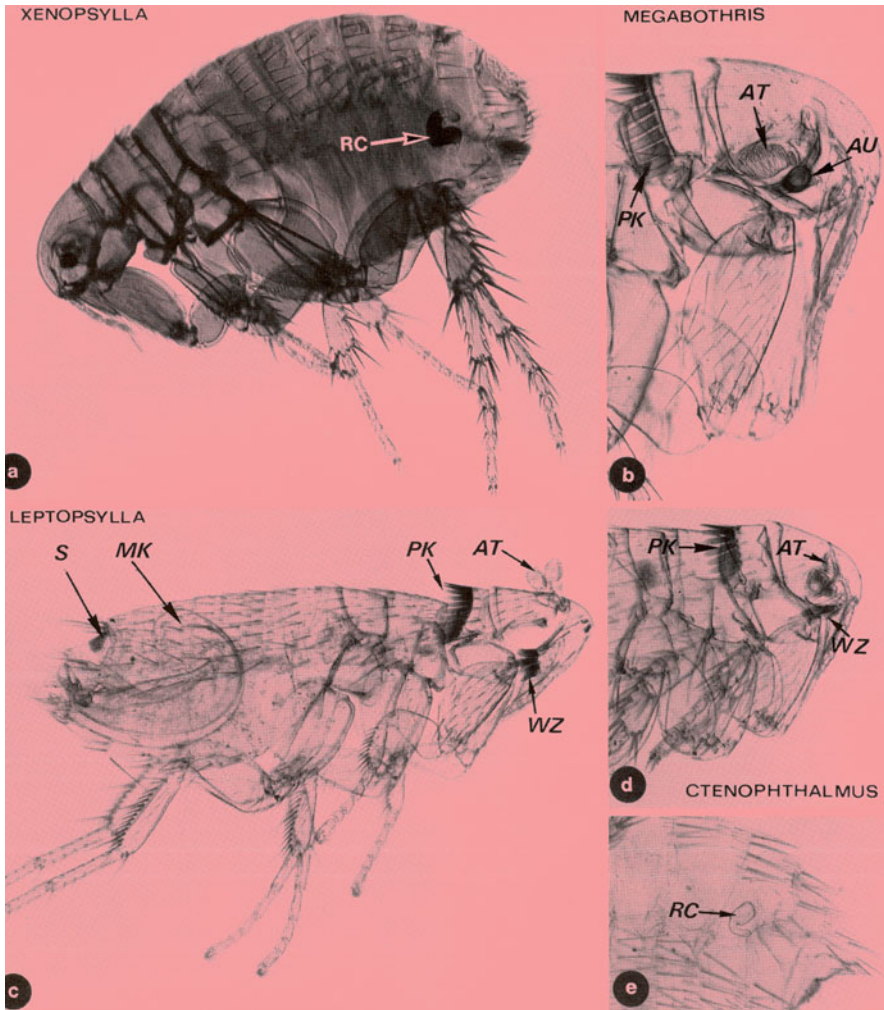 XENOPSYLLA
RC
a
MEGABOTHRIS
AT
AU
PK
b
LEPTOPSYLLA
S
MK
PK
AT
WZ
c
PK
AT
WZ
d
CTENOPHTHALMUS
RC
e